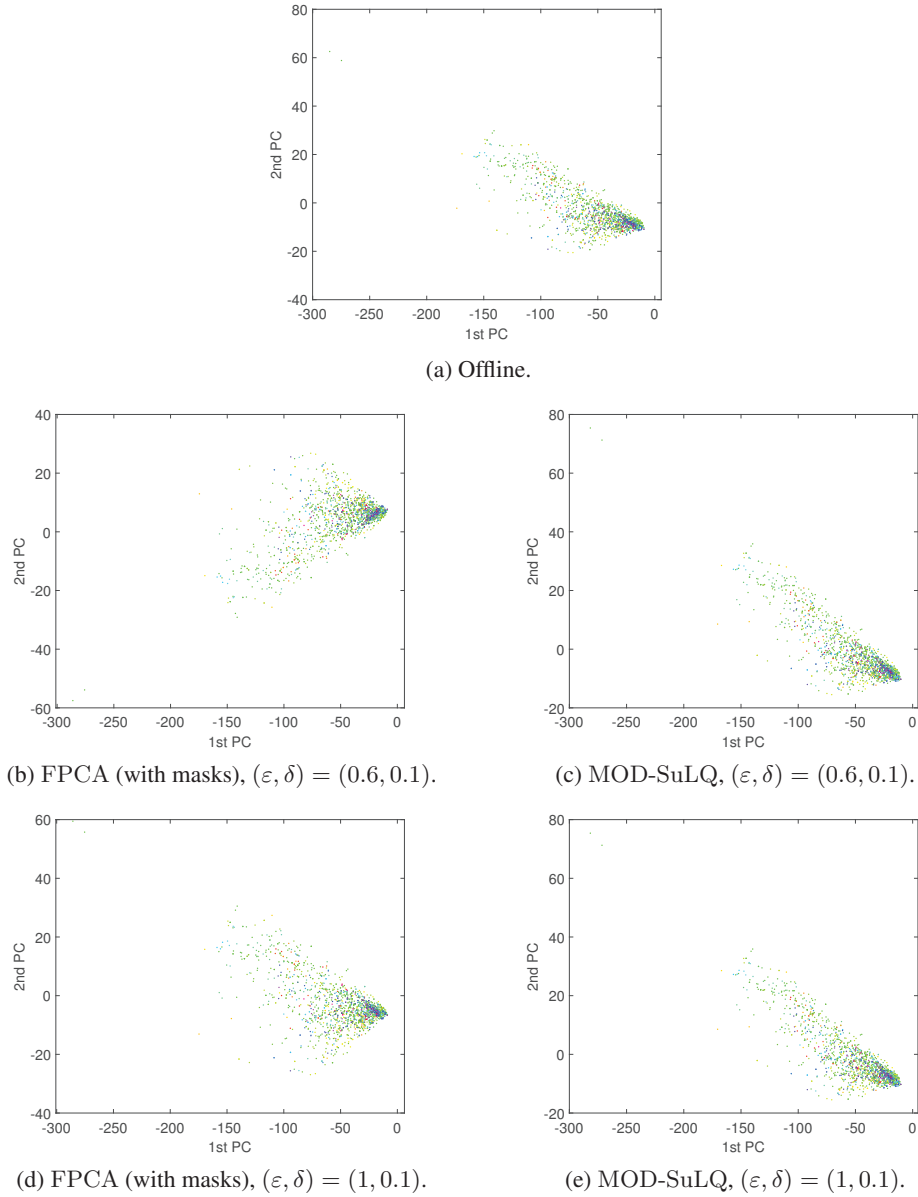 80
60
40
20
0
-20
-40
2nd PC
-300 -250 -200 -150 -100 -50 0
1st PC
(a) Offline.
40
20
0
-20
-40
-60
2nd PC
-300 -250 -200 -150 -100 -50 0
1st PC
80
60
40
20
0
-20
2nd PC
-300 -250 -200 -150 -100 -50 0
1st PC
(b) FPCA (with masks), (ε, δ) = (0.6, 0.1).
(c) MOD-SuLQ, (ε, δ) = (0.6, 0.1).
60
40
20
0
-20
-40
2nd PC
-300 -250 -200 -150 -100 -50 0
1st PC
80
60
40
20
0
-20
2nd PC
-300 -250 -200 -150 -100 -50 0
1st PC
(d) FPCA (with masks), (ε, δ) = (1, 0.1).
(e) MOD-SuLQ, (ε, δ) = (1, 0.1).